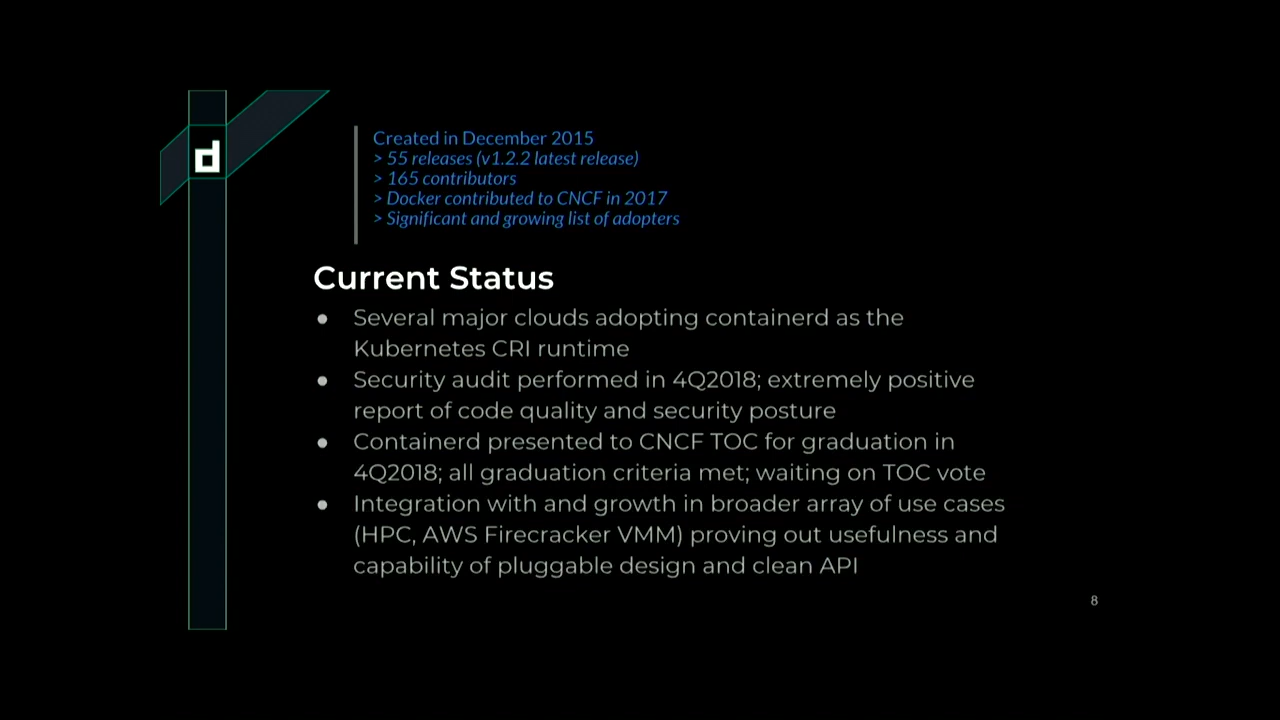 d
Created in December 2015
> 55 releases (v1.2.2 latest release)
> 165 contributors
> Docker contributed to CNCF in 2017
> Significant and growing list of adopters
Current Status
● Several major clouds adopting containerd as the
Kubernetes CRI runtime
● Security audit performed in 4Q2018; extremely positive
report of code quality and security posture
● Containerd presented to CNCF TOC for graduation in
4Q2018; all graduation criteria met; waiting on TOC vote
● Integration with and growth in broader array of use cases
(HPC, AWS Firecracker VMM) proving out usefulness and
capability of pluggable design and clean API
8